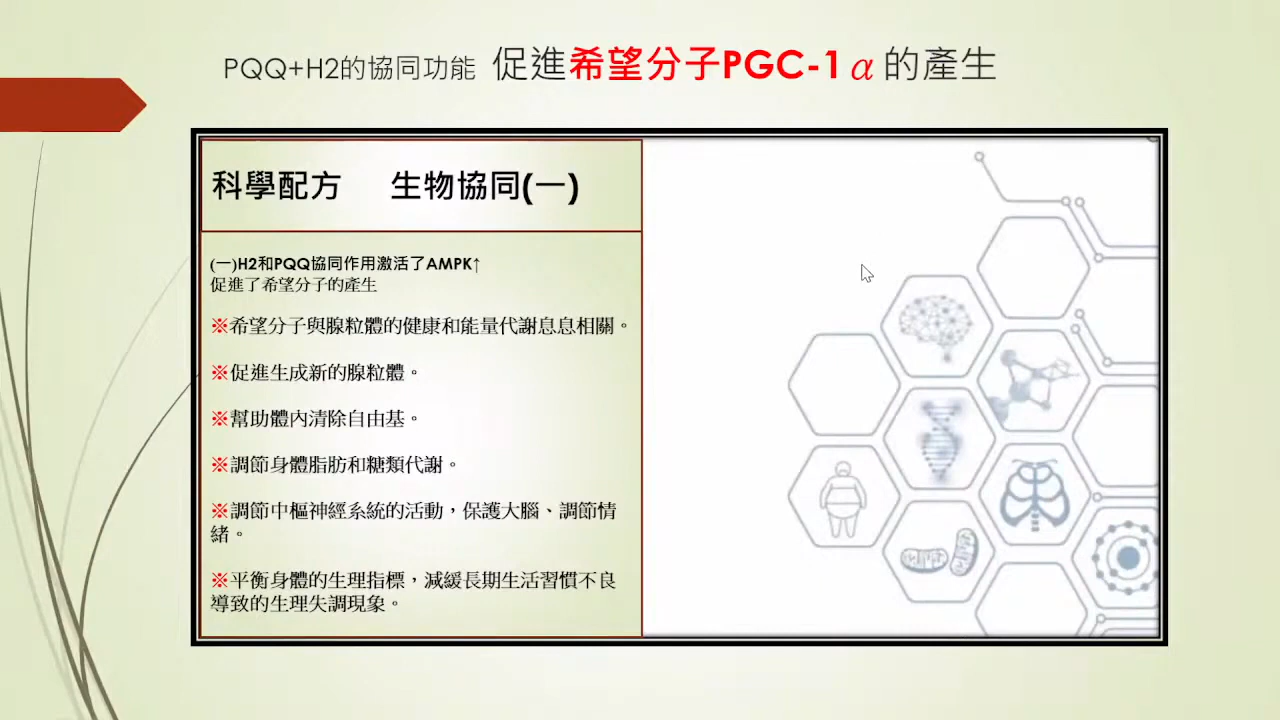 PQQ+H2的協同功能 促進希望分子PGC-1α的產生
科學配方 生物協同(一)
(一)H2和PQQ協同作用激活了AMPK↑
促進了希望分子的產生
※希望分子與腺粒體的健康和能量代謝息息相關。
※促進生成新的腺粒體。
※幫助體內清除自由基。
※調節身體脂肪和糖類代謝。
※調節中樞神經系統的活動，保護大腦、調節情
緒。
※平衡身體的生理指標，減緩長期生活習慣不良
導致的生理失調現象。